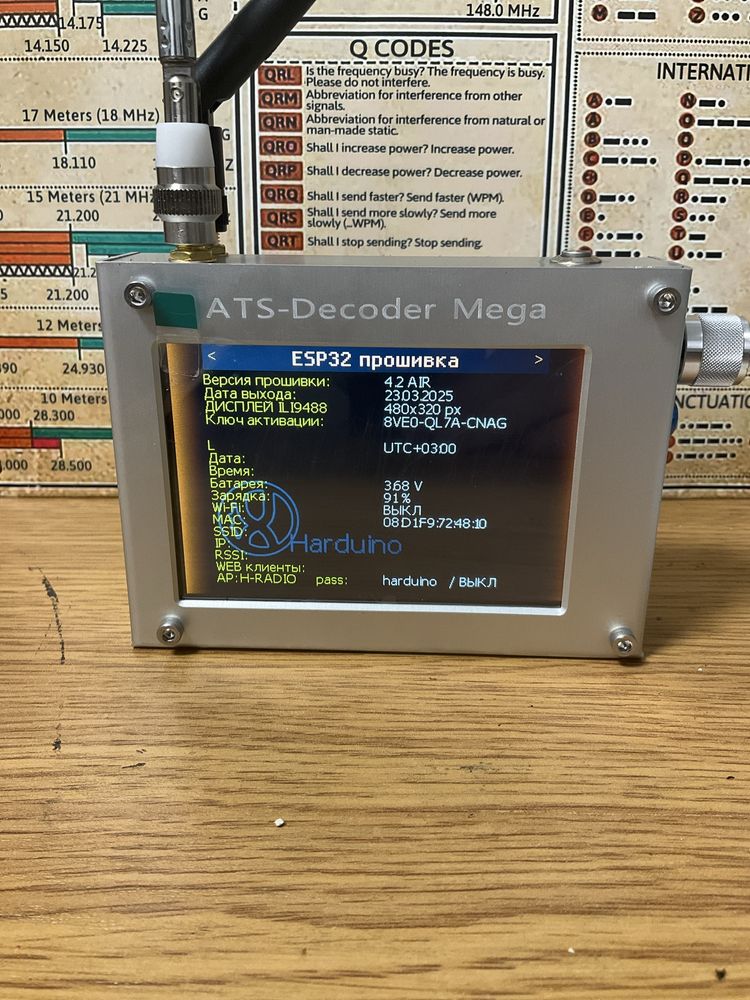 148.0 MHz
G
14.175
14.150 14.225
Q CODES
QRL Is the frequency busy? The frequency is busy. Please do not interfere.
QRM Abbreviation for interference from other signals.
QRN Abbreviation for interference from natural or man-made static.
QRO Shall I increase power? Increase power.
QRP Shall I decrease power? Decrease power.
QRQ Shall I send faster? Send faster (WPM).
QRS Shall I send more slowly? Send more slowly (..WPM).
QRT Shall I stop sending? Stop sending.
INTERNATI
17 Meters (18 MHz)
18.110
15 Meters (21 MHz
21.200
21.200
12 Meters
24.930
10 Meters
28.300
28.500
NCTUATIO
ATS-Decoder Mega
< ESP32 прошивка >
Версия прошивки: 4.2 AIR
Дата выхода: 23.03.2025
ДИСПЛЕЙ IL19488 480x320 px
Ключ активации: 8VE0-QL7A-CNAG
L UTC+03:00
Дата:
Время:
Батарея: 3.68 V
Зарядка: 91%
Wi-Fi: ВЫКЛ
MAC: 08:D1:F9:72:48:10
SSID:
IP:
Harduino
RSSI:
WEB клиенты:
AP:H-RADIO pass: harduino / ВЫКЛ